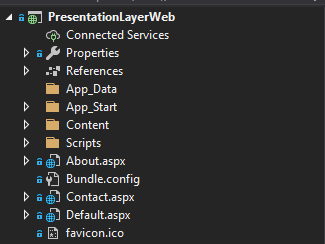 PresentationLayerWeb
Connected Services
Properties
References
App_Data
App_Start
Content
Scripts
About.aspx
Bundle.config
Contact.aspx
Default.aspx
favicon.ico